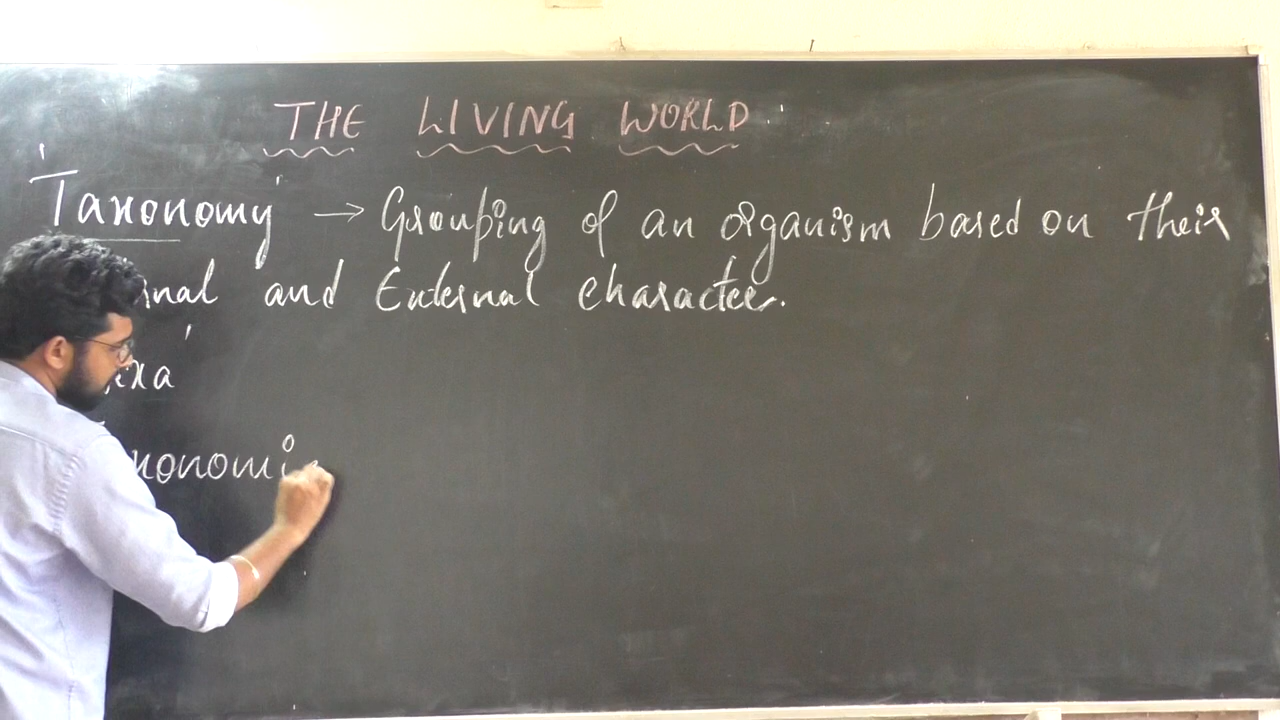 THE LIVING WORLD
Taxonomy → Grouping of an organism based on their
and External character.